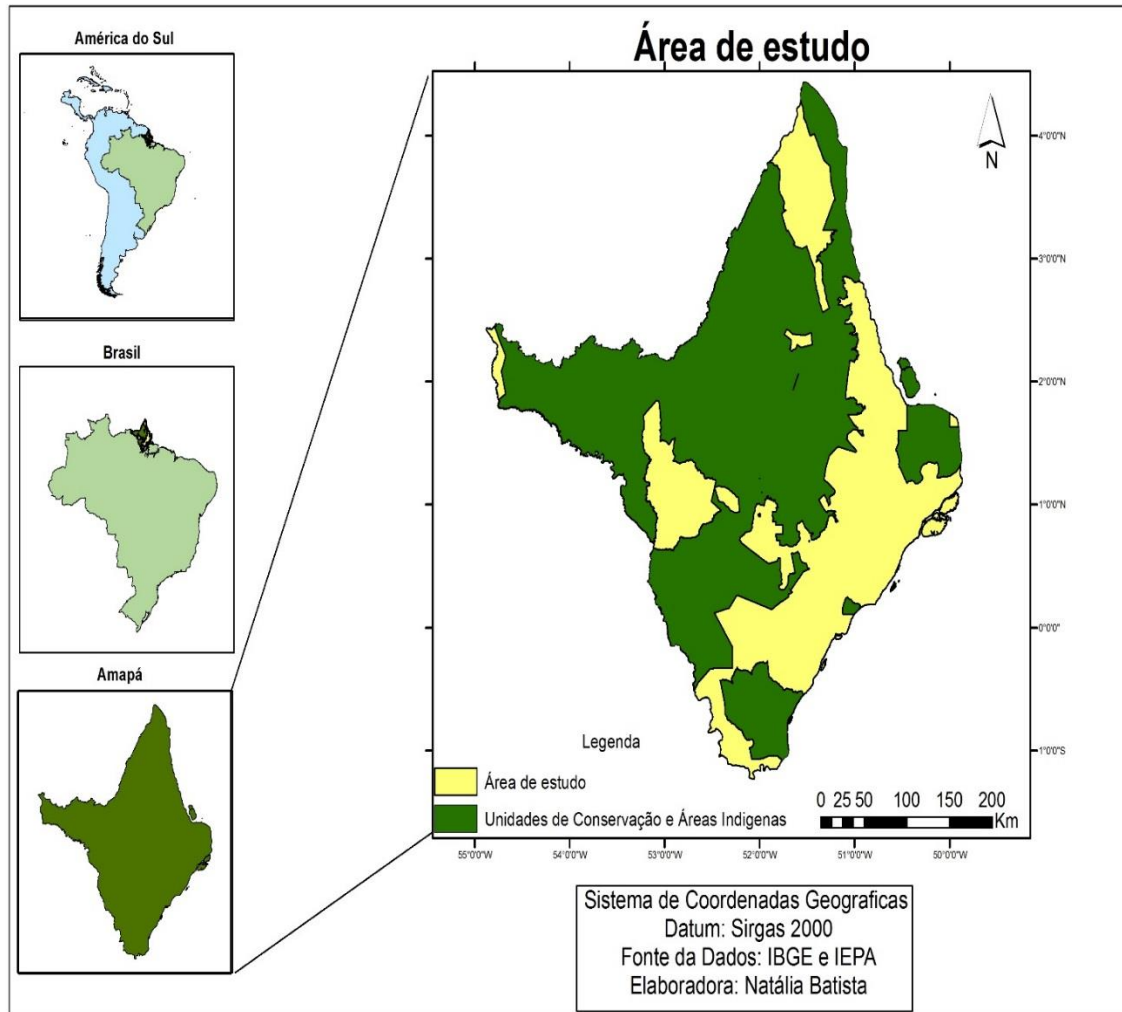 América do Sul
Área de estudo
N
4°0'0"N
3°0'0"N
Brasil
2°0'0"N
1°0'0"N
0°0'0"
Amapá
Legenda
1°0'0"S
Área de estudo
Unidades de Conservação e Áreas Indigenas
0 25 50 100 150 200
Km
55°0'0"W 54°0'0"W 53°0'0"W 52°0'0"W 51°0'0"W 50°0'0"W
Sistema de Coordenadas Geograficas
Datum: Sirgas 2000
Fonte da Dados: IBGE e IEPA
Elaboradora: Natália Batista